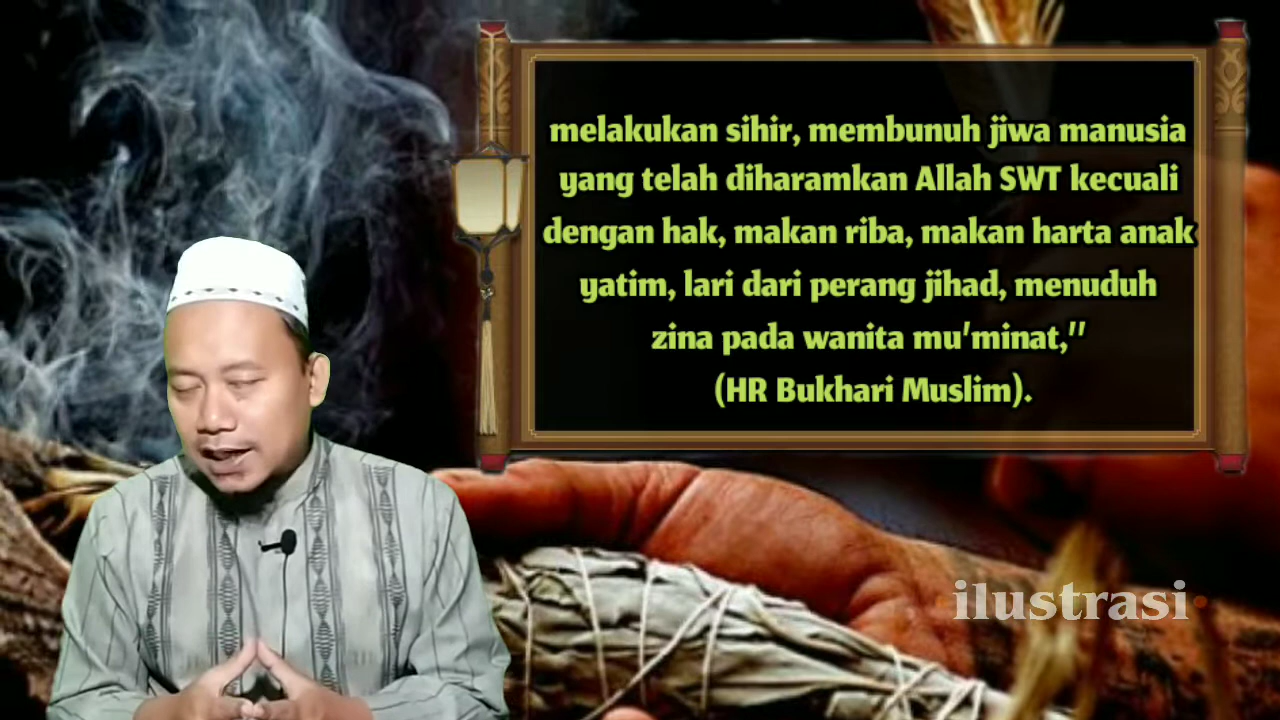 melakukan sihir, membunuh jiwa manusia
yang telah diharamkan Allah SWT kecuali
dengan hak, makan riba, makan harta anak
yatim, lari dari perang jihad, menuduh
zina pada wanita mu'minat,"
(HR Bukhari Muslim).
ilustrasi